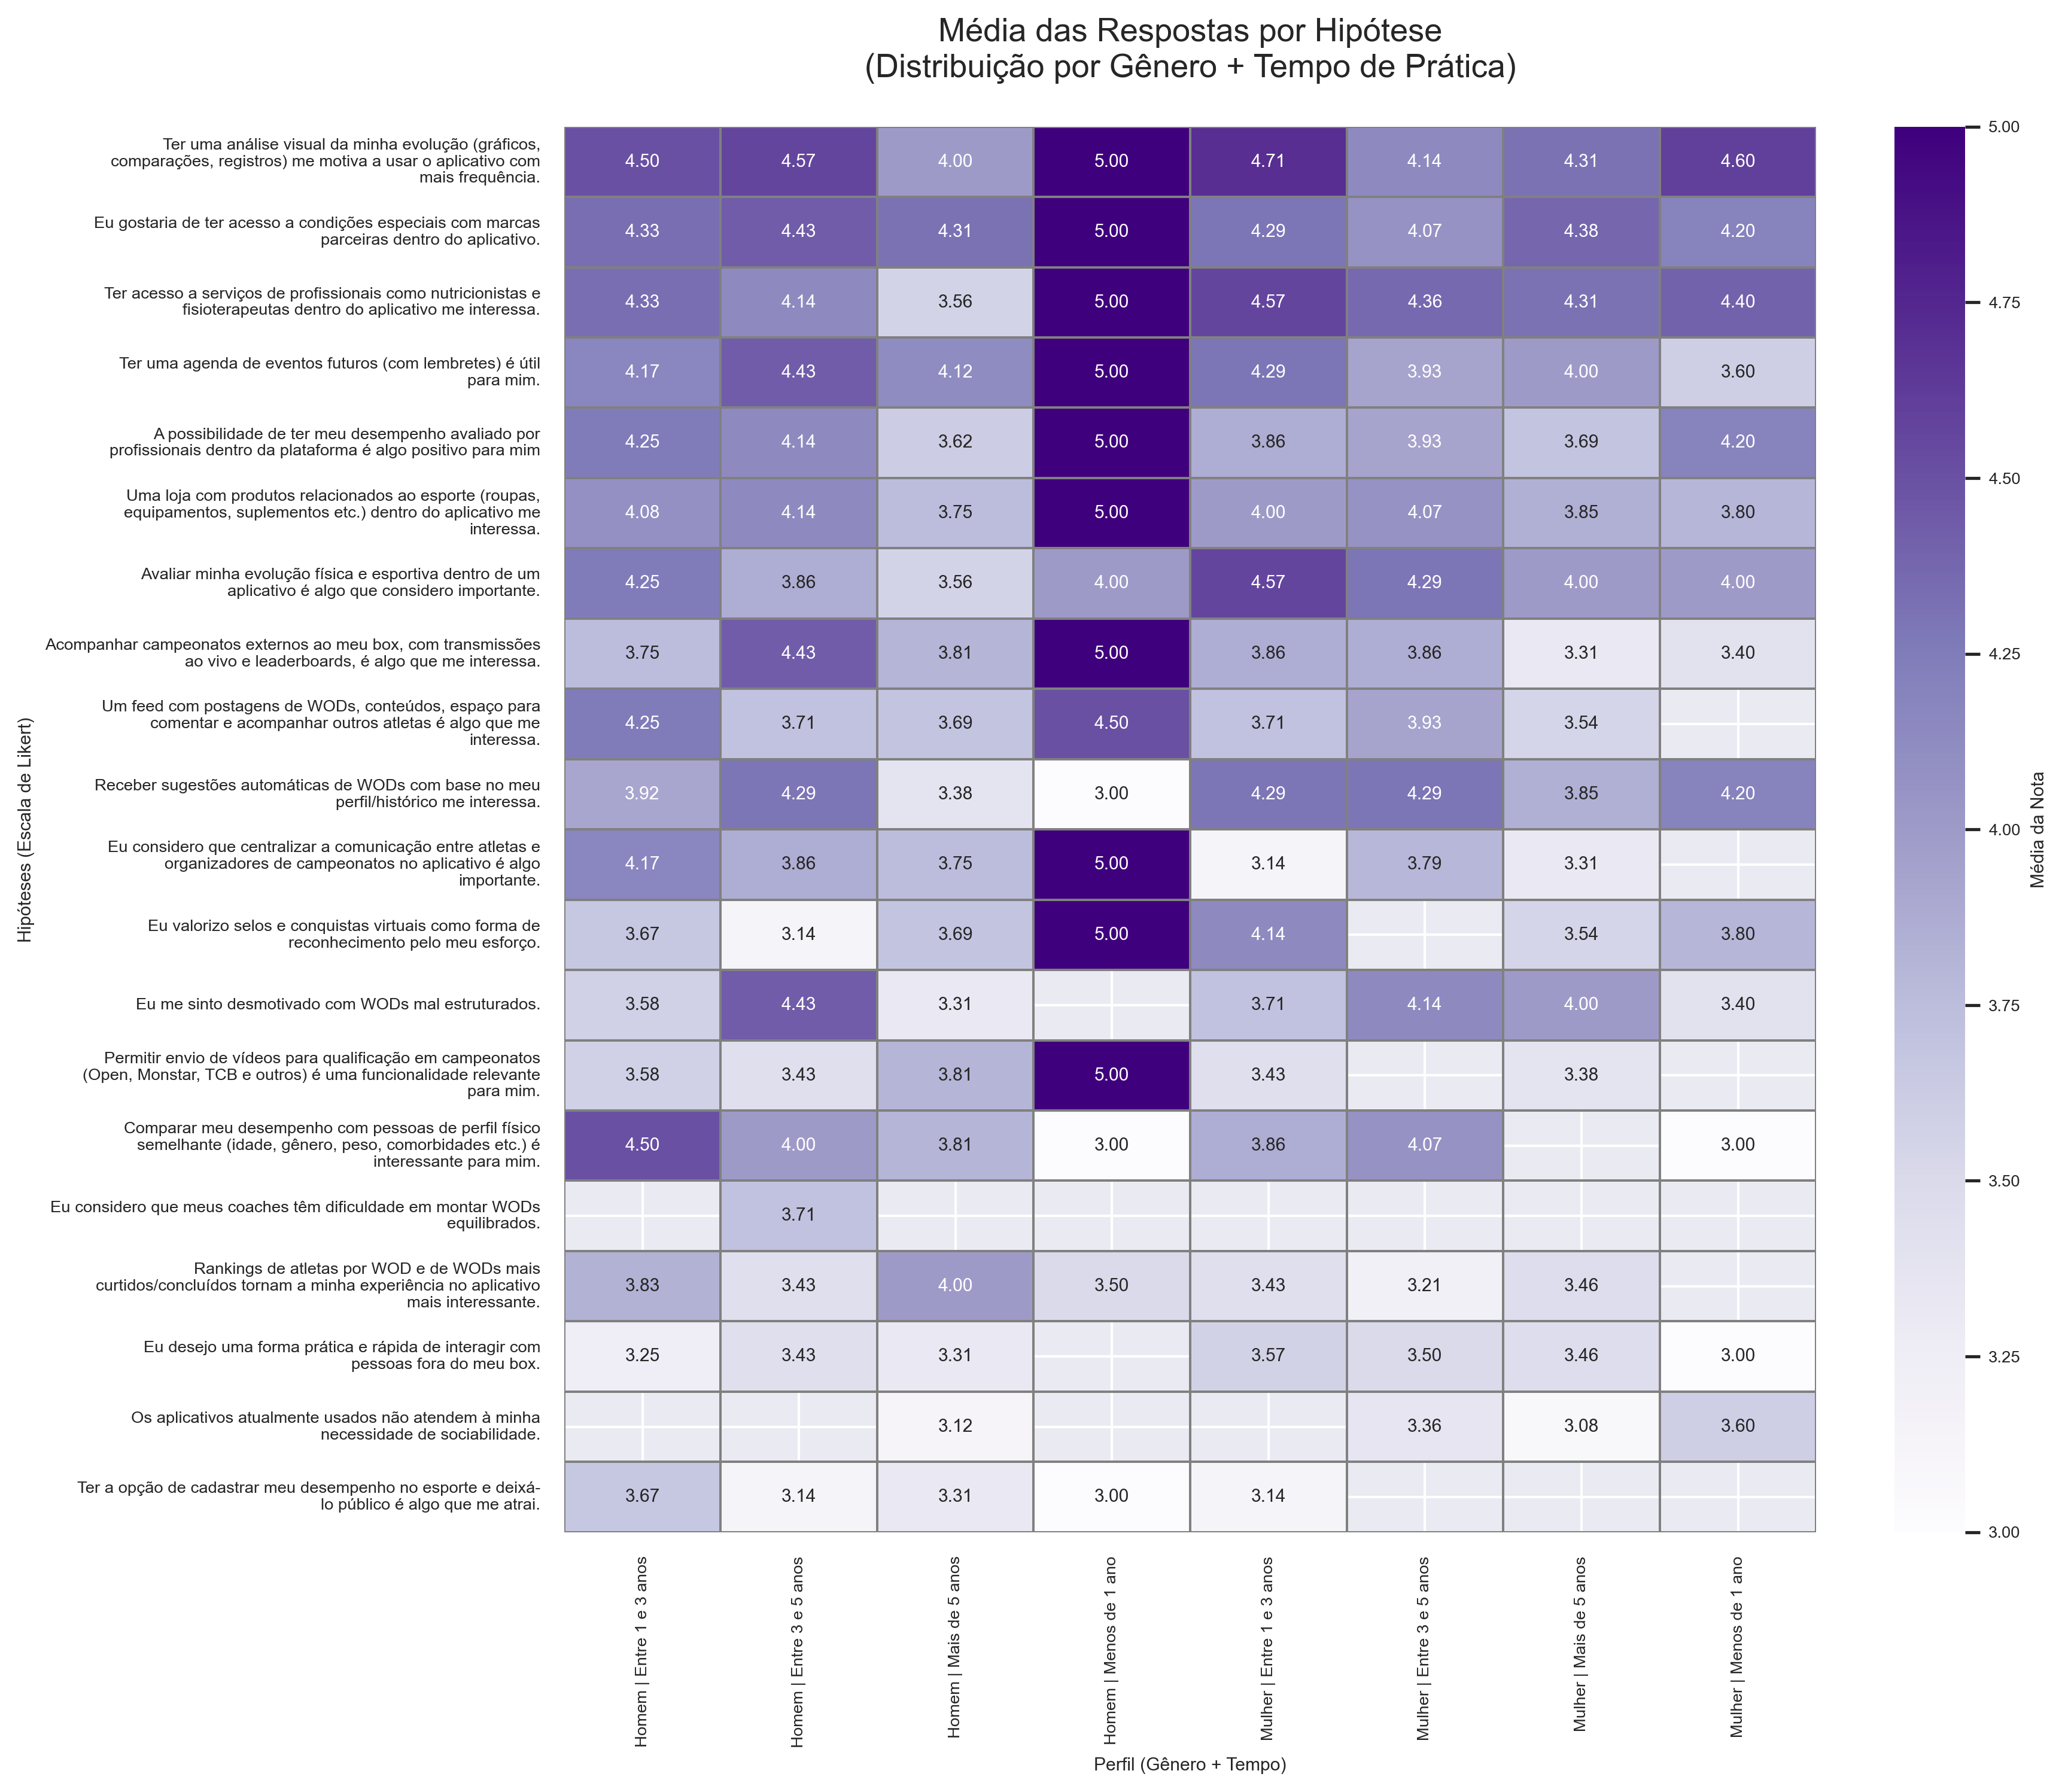 Média das Respostas por Hipótese
(Distribuição por Gênero + Tempo de Prática)
Hipóteses (Escala de Likert)
Ter uma análise visual da minha evolução (gráficos,
comparações, registros) me motiva a usar o aplicativo com
mais frequência.
4.50 4.57 4.00 5.00 4.71 4.14 4.31 4.60
Eu gostaria de ter acesso a condições especiais com marcas
parceiras dentro do aplicativo.
4.33 4.43 4.31 5.00 4.29 4.07 4.38 4.20
Ter acesso a serviços de profissionais como nutricionistas e
fisioterapeutas dentro do aplicativo me interessa.
4.33 4.14 3.56 5.00 4.57 4.36 4.31 4.40
Ter uma agenda de eventos futuros (com lembretes) é útil
para mim.
4.17 4.43 4.12 5.00 4.29 3.93 4.00 3.60
A possibilidade de ter meu desempenho avaliado por
profissionais dentro da plataforma é algo positivo para mim
4.25 4.14 3.62 5.00 3.86 3.93 3.69 4.20
Uma loja com produtos relacionados ao esporte (roupas,
equipamentos, suplementos etc.) dentro do aplicativo me
interessa.
4.08 4.14 3.75 5.00 4.00 4.07 3.85 3.80
Avaliar minha evolução física e esportiva dentro de um
aplicativo é algo que considero importante.
4.25 3.86 3.56 4.00 4.57 4.29 4.00 4.00
Acompanhar campeonatos externos ao meu box, com transmissões
ao vivo e leaderboards, é algo que me interessa.
3.75 4.43 3.81 5.00 3.86 3.86 3.31 3.40
Um feed com postagens de WODs, conteúdos, espaço para
comentar e acompanhar outros atletas é algo que me
interessa.
4.25 3.71 3.69 4.50 3.71 3.93 3.54
Receber sugestões automáticas de WODs com base no meu
perfil/histórico me interessa.
3.92 4.29 3.38 3.00 4.29 4.29 3.85 4.20
Eu considero que centralizar a comunicação entre atletas e
organizadores de campeonatos no aplicativo é algo
importante.
4.17 3.86 3.75 5.00 3.14 3.79 3.31
Eu valorizo selos e conquistas virtuais como forma de
reconhecimento pelo meu esforço.
3.67 3.14 3.69 5.00 4.14 3.54 3.80
Eu me sinto desmotivado com WODs mal estruturados.
3.58 4.43 3.31 3.71 4.14 4.00 3.40
Permitir envio de vídeos para qualificação em campeonatos
(Open, Monstar, TCB e outros) é uma funcionalidade relevante
para mim.
3.58 3.43 3.81 5.00 3.43 3.38
Comparar meu desempenho com pessoas de perfil físico
semelhante (idade, gênero, peso, comorbidades etc.) é
interessante para mim.
4.50 4.00 3.81 3.00 3.86 4.07 3.00
Eu considero que meus coaches têm dificuldade em montar WODs
equilibrados.
3.71
Rankings de atletas por WOD e de WODs mais
curtidos/concluídos tornam a minha experiência no aplicativo
mais interessante.
3.83 3.43 4.00 3.50 3.43 3.21 3.46
Eu desejo uma forma prática e rápida de interagir com
pessoas fora do meu box.
3.25 3.43 3.31 3.57 3.50 3.46 3.00
Os aplicativos atualmente usados não atendem à minha
necessidade de sociabilidade.
3.12 3.36 3.08 3.60
Ter a opção de cadastrar meu desempenho no esporte e deixá-
lo público é algo que me atrai.
3.67 3.14 3.31 3.00 3.14
Homem | Entre 1 e 3 anos
Homem | Entre 3 e 5 anos
Homem | Mais de 5 anos
Homem | Menos de 1 ano
Mulher | Entre 1 e 3 anos
Mulher | Entre 3 e 5 anos
Mulher | Mais de 5 anos
Mulher | Menos de 1 ano
Perfil (Gênero + Tempo)
5.00
4.75
4.50
4.25
4.00
3.75
3.50
3.25
3.00
Média da Nota